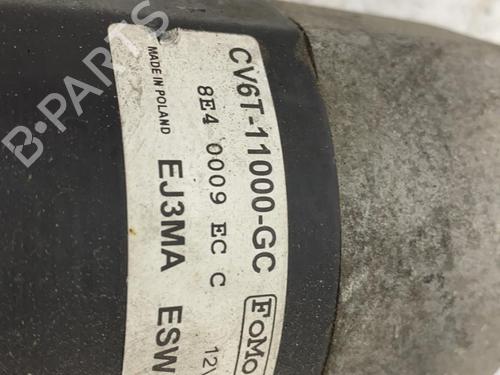 B-PARTS
CV6T-11000-GC
8E4 0009 EC C
MADE IN POLAND
EJ3MA ESW
FoMo
12V